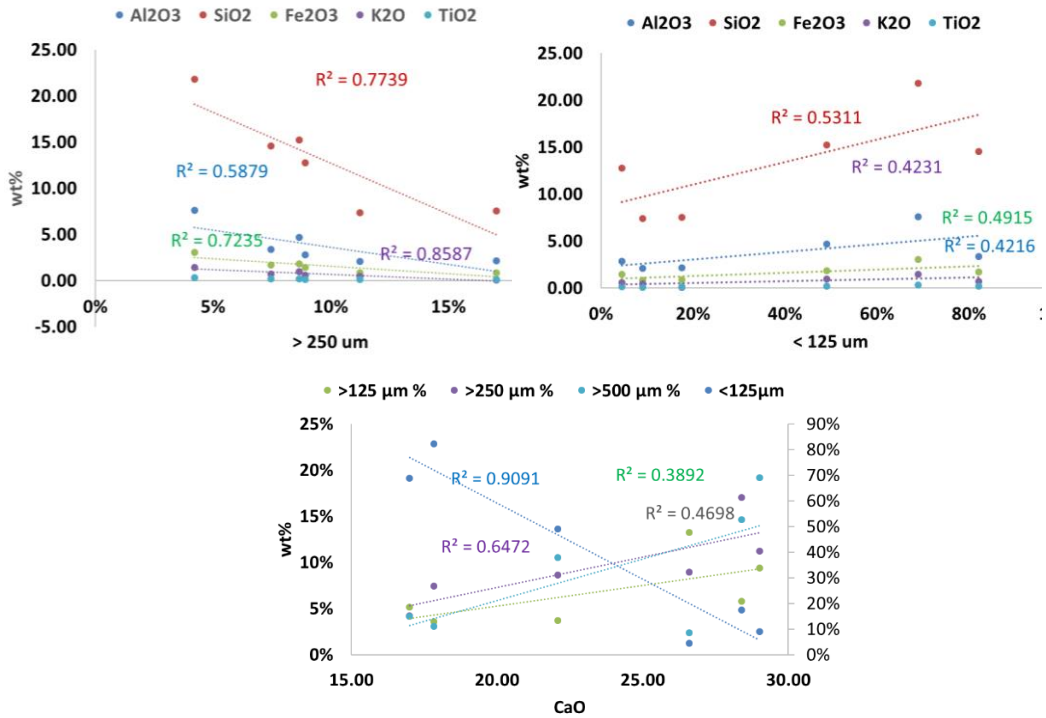 Al2O3 SiO2 Fe2O3 K2O TiO2
25.00
20.00
15.00
10.00
5.00
0.00
-5.00
wt%
R² = 0.7739
R² = 0.5879
R² = 0.7235
R² = 0.8587
0% 5% 10% 15%
> 250 um
Al2O3 SiO2 Fe2O3 K2O TiO2
25.00
20.00
15.00
10.00
5.00
0.00
wt%
R² = 0.5311
R² = 0.4231
R² = 0.4915
R² = 0.4216
0% 20% 40% 60% 80% 1
< 125 um
>125 µm % >250 µm % >500 µm % <125µm
25%
20%
15%
10%
5%
0%
wt%
R² = 0.9091
R² = 0.3892
R² = 0.4698
R² = 0.6472
90%
80%
70%
60%
50%
40%
30%
20%
10%
0%
15.00 20.00 25.00 30.00
CaO